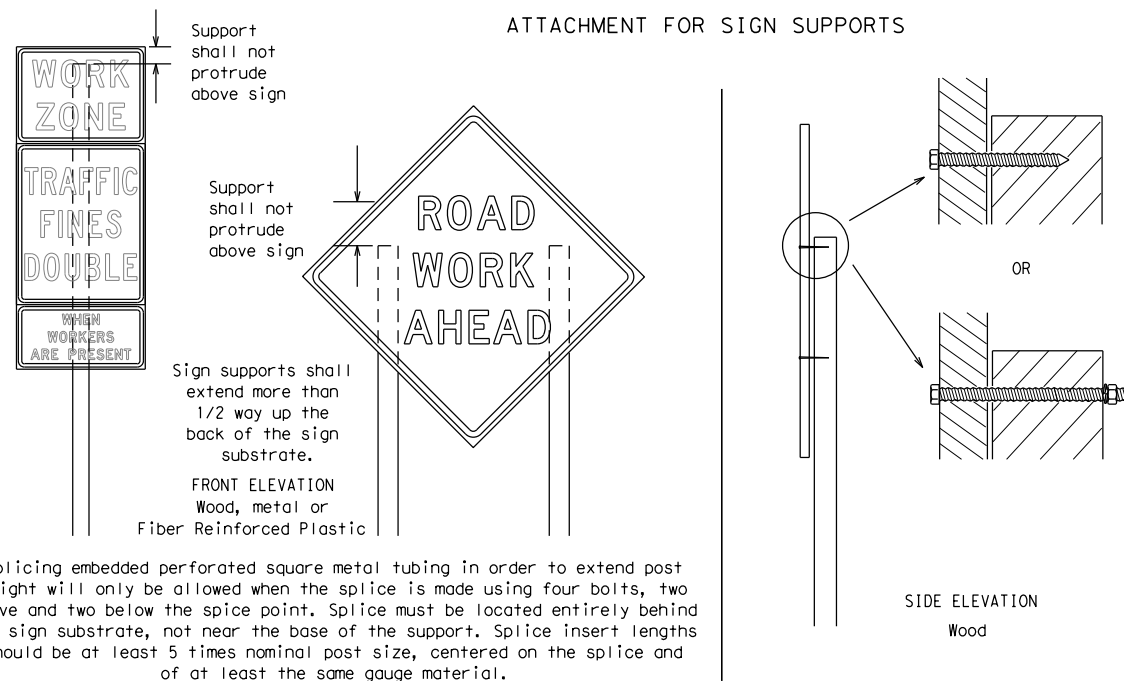 ATTACHMENT FOR SIGN SUPPORTS
Support
shall not
protrude
above sign
WORK
ZONE
TRAFFIC
FINES
DOUBLE
WHEN
WORKERS
ARE PRESENT
Support
shall not
protrude
above sign
ROAD
WORK
AHEAD
Sign supports shall
extend more than
1/2 way up the
back of the sign
substrate.
FRONT ELEVATION
Wood, metal or
Fiber Reinforced Plastic
OR
SIDE ELEVATION
Wood
plicing embedded perforated square metal tubing in order to extend post
ight will only be allowed when the splice is made using four bolts, two
ve and two below the spice point. Splice must be located entirely behind
sign substrate, not near the base of the support. Splice insert lengths
hould be at least 5 times nominal post size, centered on the splice and
of at least the same gauge material.